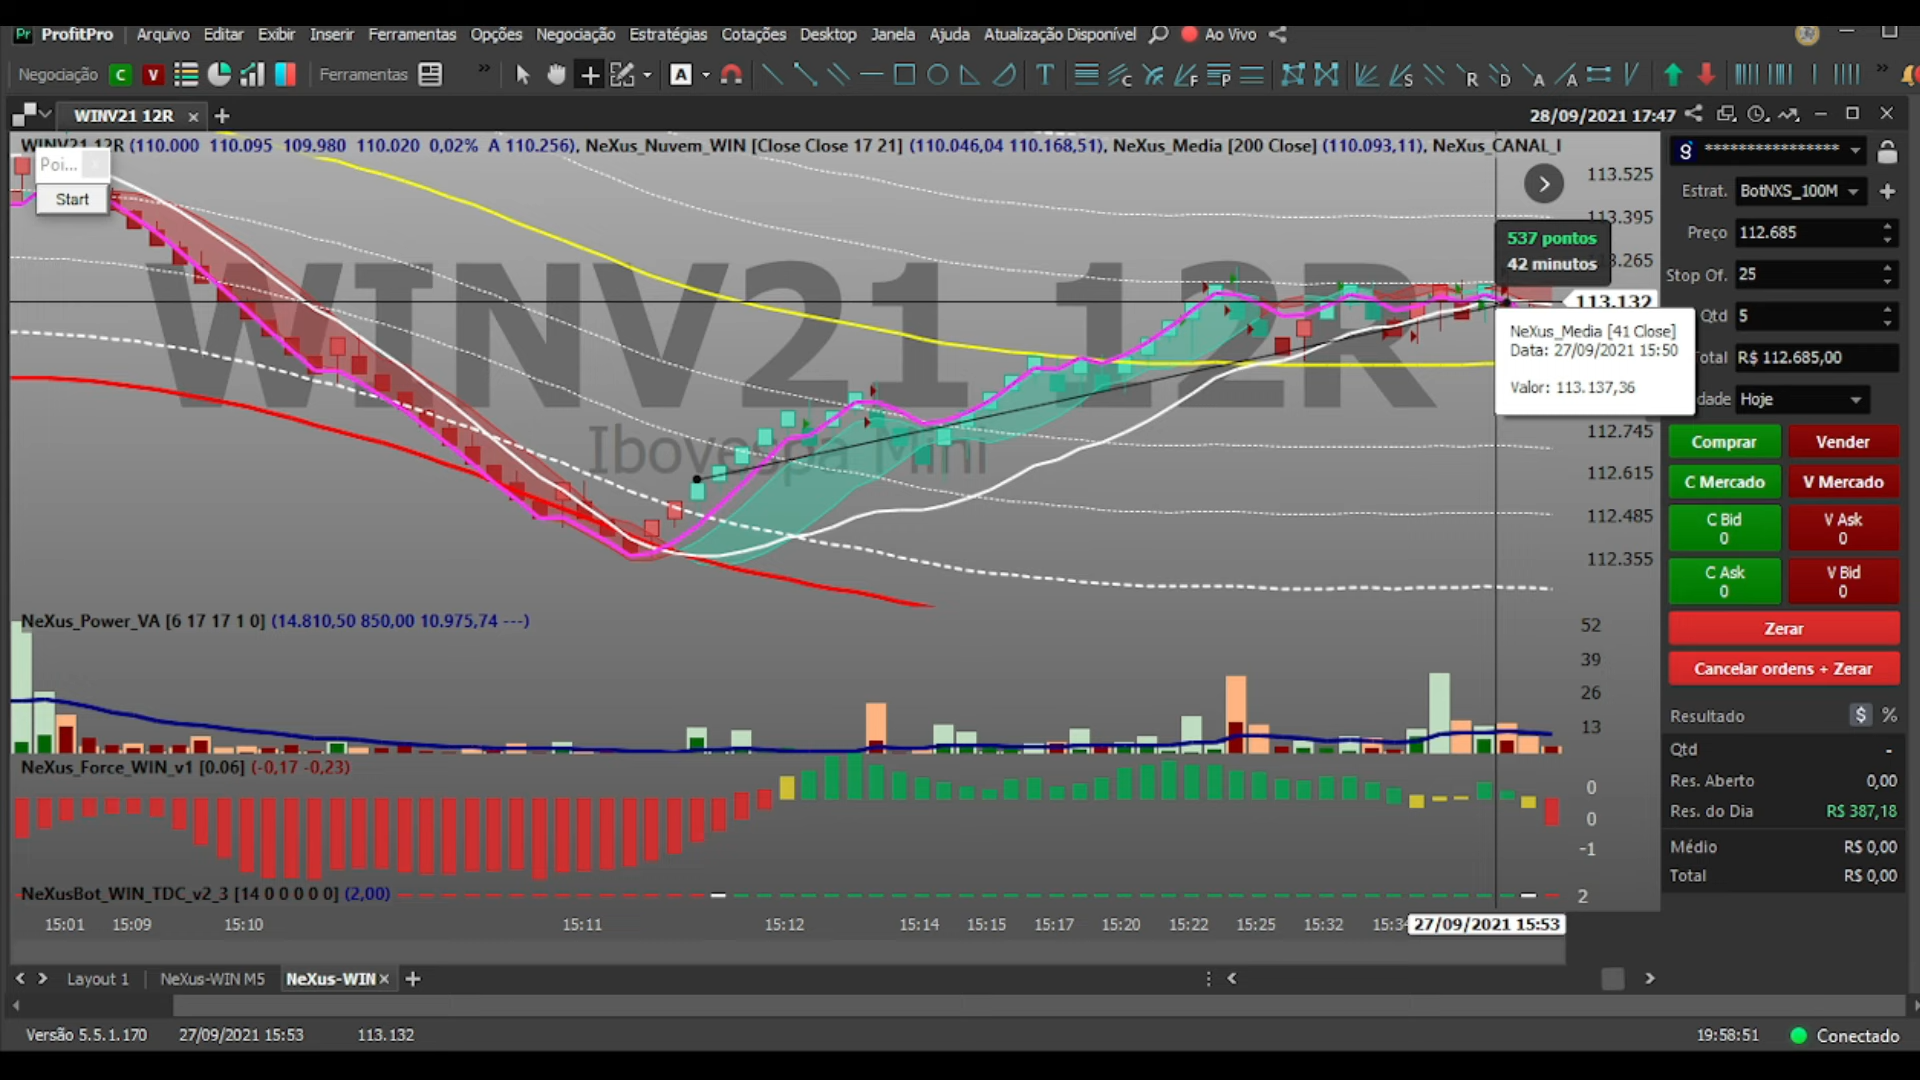 Pr ProfitPro Arquivo Editar Exibir Inserir Ferramentas Opções Negociação Estratégias Cotações Desktop Janela Ajuda Atualização Disponível Ao Vivo
Negociação C V Ferramentas
WINV21 12R
28/09/2021 17:47
WINV21 12R (110.000 110.095 109.980 110.020 0,02% A 110.256), NeXus_Nuvem_WIN [Close Close 17 21] (110.046,04 110.168,51), NeXus_Media [200 Close] (110.093,11), NeXus_CANAL_I
Poi...
Start
WINV21 12R
Ibovespa Mini
537 pontos
42 minutos
NeXus_Media [41 Close]
Data: 27/09/2021 15:50
Valor: 113.137,36
113.525
113.395
113.132
112.745
112.615
112.485
112.355
NeXus_Power_VA [6 17 17 1 0] (14.810,50 850,00 10.975,74 ---)
52
39
26
13
NeXus_Force_WIN_v1 [0.06] (-0,17 -0,23)
0
0
-1
NeXusBot_WIN_TDC_v2_3 [14 0 0 0 0 0] (2,00)
2
15:01 15:09 15:10 15:11 15:12 15:14 15:15 15:17 15:20 15:22 15:25 15:32 27/09/2021 15:53
****************
Estrat. BotNXS_100M
Preço 112.685
Stop Of. 25
Qtd 5
R$ 112.685,00
Hoje
Comprar Vender
C Mercado V Mercado
C Bid V Ask
0 0
C Ask V Bid
0 0
Zerar
Cancelar ordens + Zerar
Resultado $ %
Qtd -
Res. Aberto 0,00
Res. do Dia R$ 387,18
Médio R$ 0,00
Total R$ 0,00
Layout 1 NeXus-WIN M5 NeXus-WIN
Versão 5.5.1.170 27/09/2021 15:53 113.132
19:58:51 Conectado